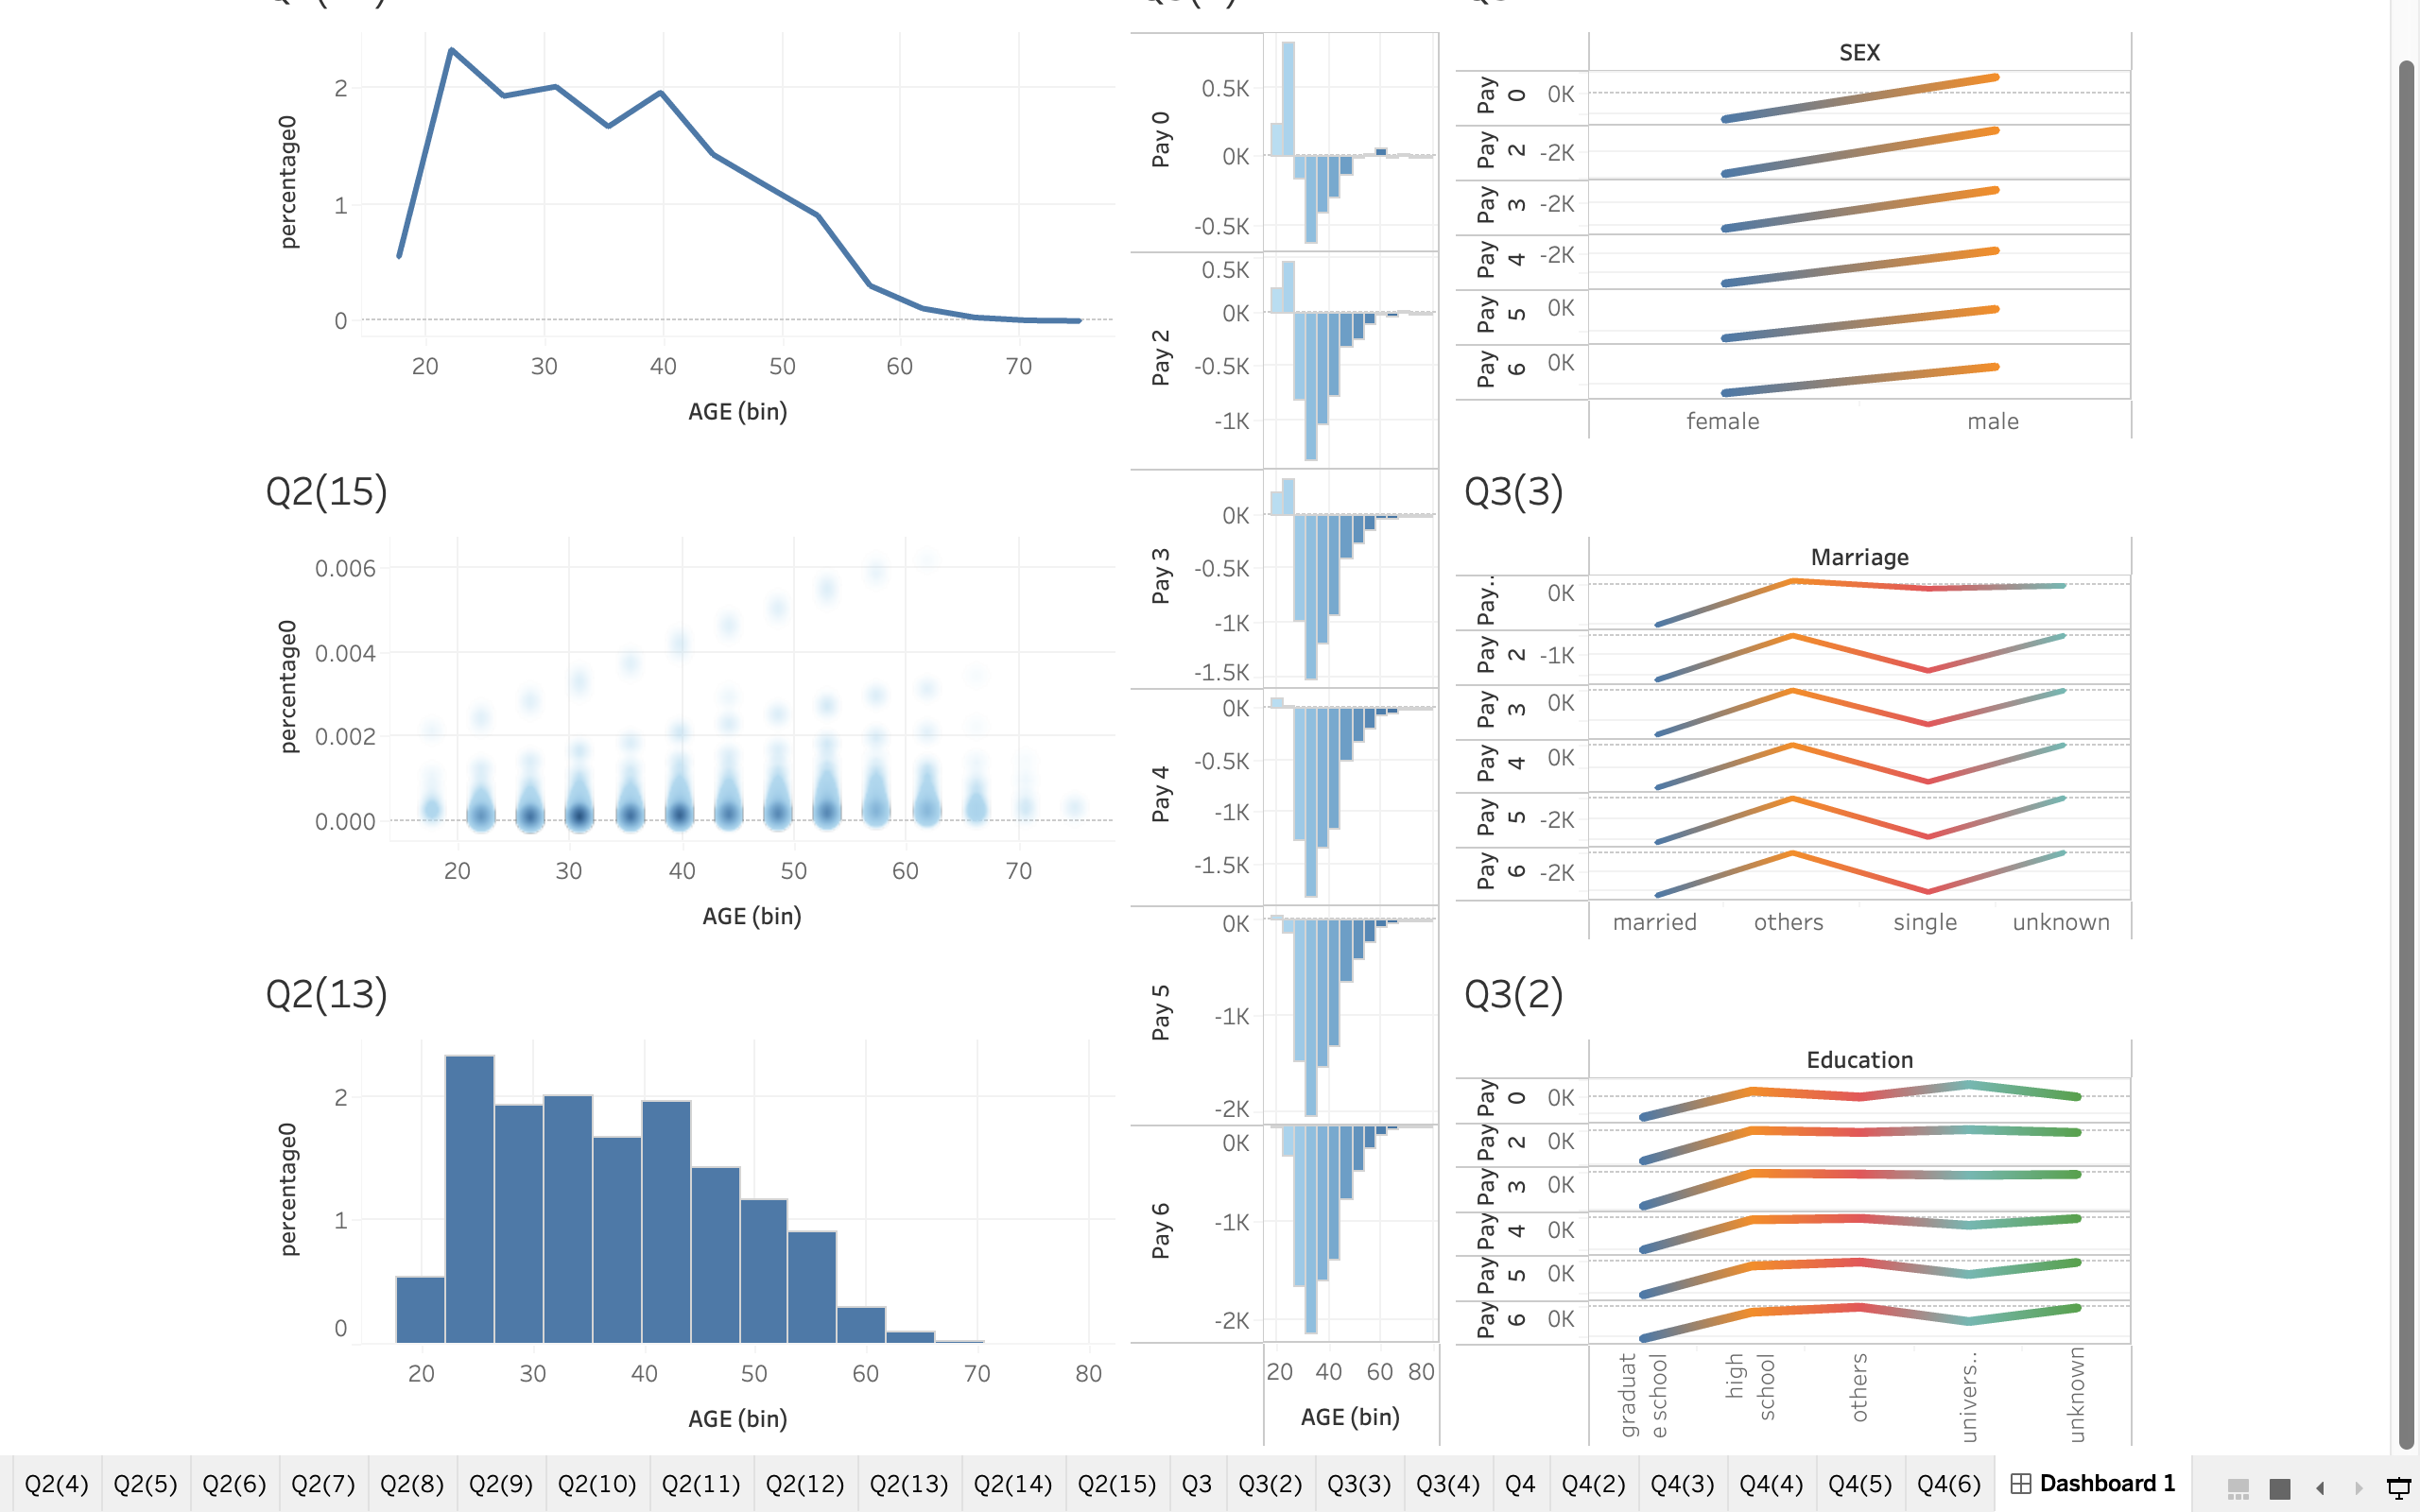 2
1
0
percentage0
20 30 40 50 60 70
AGE (bin)
Q2(15)
0.006
0.004
0.002
0.000
percentage0
20 30 40 50 60 70
AGE (bin)
Q2(13)
2
1
0
percentage0
20 30 40 50 60 70 80
AGE (bin)
Pay 0
0.5K
0K
-0.5K
Pay 2
0.5K
0K
-0.5K
-1K
Pay 3
0K
-0.5K
-1K
-1.5K
Pay 4
0K
-0.5K
-1K
-1.5K
Pay 5
0K
-1K
-2K
Pay 6
0K
-1K
-2K
20 40 60 80
AGE (bin)
SEX
Pay 0 0K
Pay 2 -2K
Pay 3 -2K
Pay 4 -2K
Pay 5 0K
Pay 6 0K
female male
Q3(3)
Marriage
Pay.. 0K
Pay 2 -1K
Pay 3 0K
Pay 4 0K
Pay 5 -2K
Pay 6 -2K
married others single unknown
Q3(2)
Education
Pay 0 0K
Pay 2 0K
Pay 3 0K
Pay 4 0K
Pay 5 0K
Pay 6 0K
graduat
e school
high
school
others
univers..
unknown
Q2(4) Q2(5) Q2(6) Q2(7) Q2(8) Q2(9) Q2(10) Q2(11) Q2(12) Q2(13) Q2(14) Q2(15) Q3 Q3(2) Q3(3) Q3(4) Q4 Q4(2) Q4(3) Q4(4) Q4(5) Q4(6) Dashboard 1